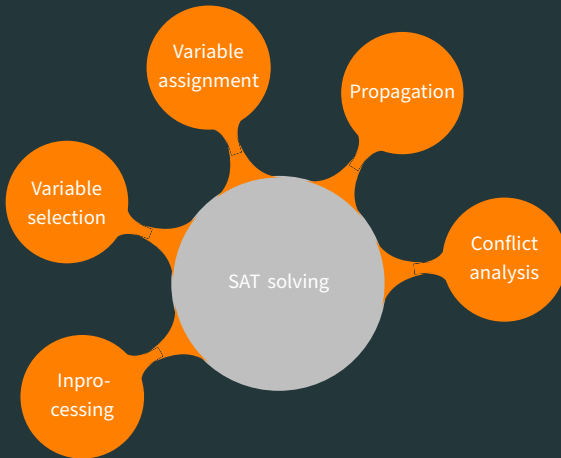 Variable
assignment
Propagation
Variable
selection
Conflict
analysis
SAT solving
Inpro-
cessing